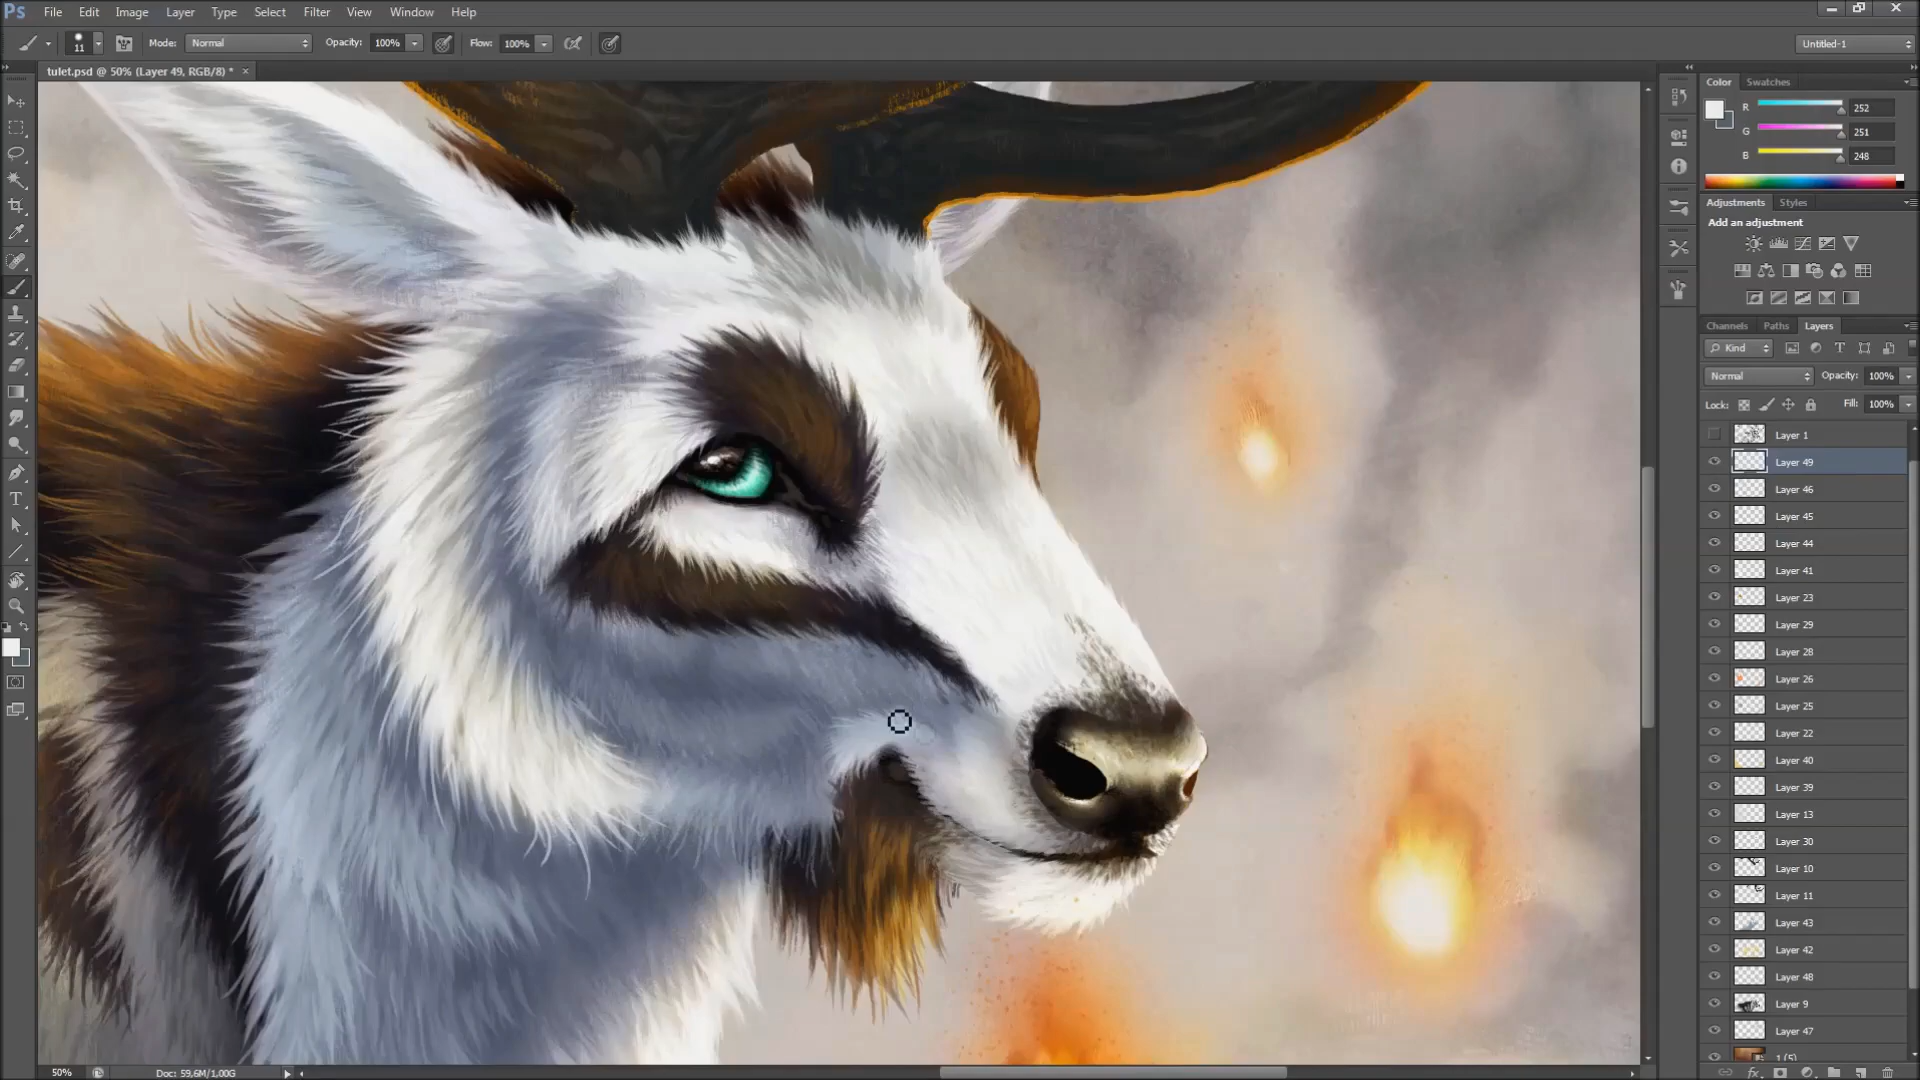 Ps File Edit Image Layer Type Select Filter View Window Help
11 Mode: Normal Opacity: 100% Flow: 100% Untitled-1
tulet.psd @ 50% (Layer 49, RGB/8) * ×
Color Swatches
R 252
G 251
B 248
Adjustments Styles
Add an adjustment
Channels Paths Layers
Kind
Normal Opacity: 100%
Lock: Fill: 100%
Layer 1
Layer 49
Layer 46
Layer 45
Layer 44
Layer 41
Layer 23
Layer 29
Layer 28
Layer 26
Layer 25
Layer 22
Layer 40
Layer 39
Layer 13
Layer 30
Layer 10
Layer 11
Layer 43
Layer 42
Layer 48
Layer 9
Layer 47
1 (5)
50% Doc: 59,6M/1,00G